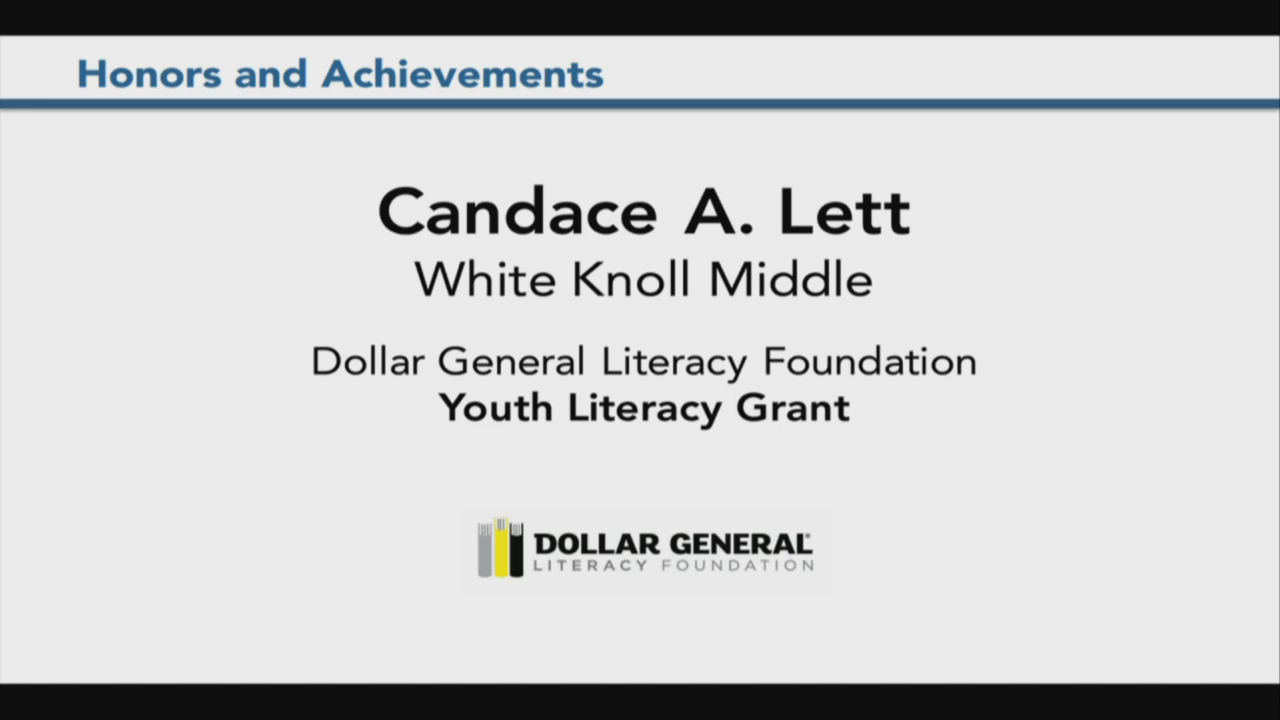 Honors and Achievements
Candace A. Lett
White Knoll Middle
Dollar General Literacy Foundation
Youth Literacy Grant
DOLLAR GENERAL
LITERACY FOUNDATION